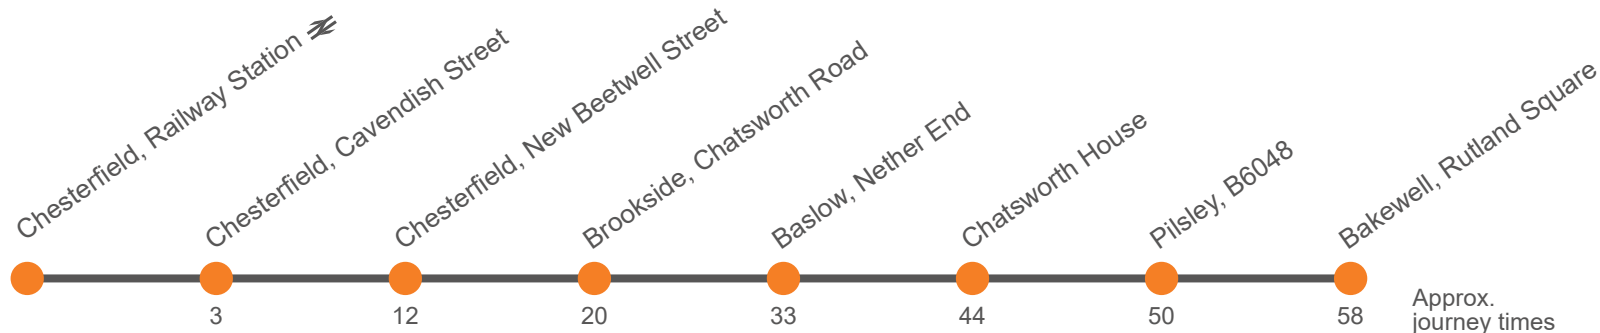 Chesterfield, Railway Station
Chesterfield, Cavendish Street
Chesterfield, New Beetwell Street
Brookside, Chatsworth Road
Baslow, Nether End
Chatsworth House
Pilsley, B6048
Bakewell, Rutland Square
3
12
20
33
44
50
58
Approx.
journey times